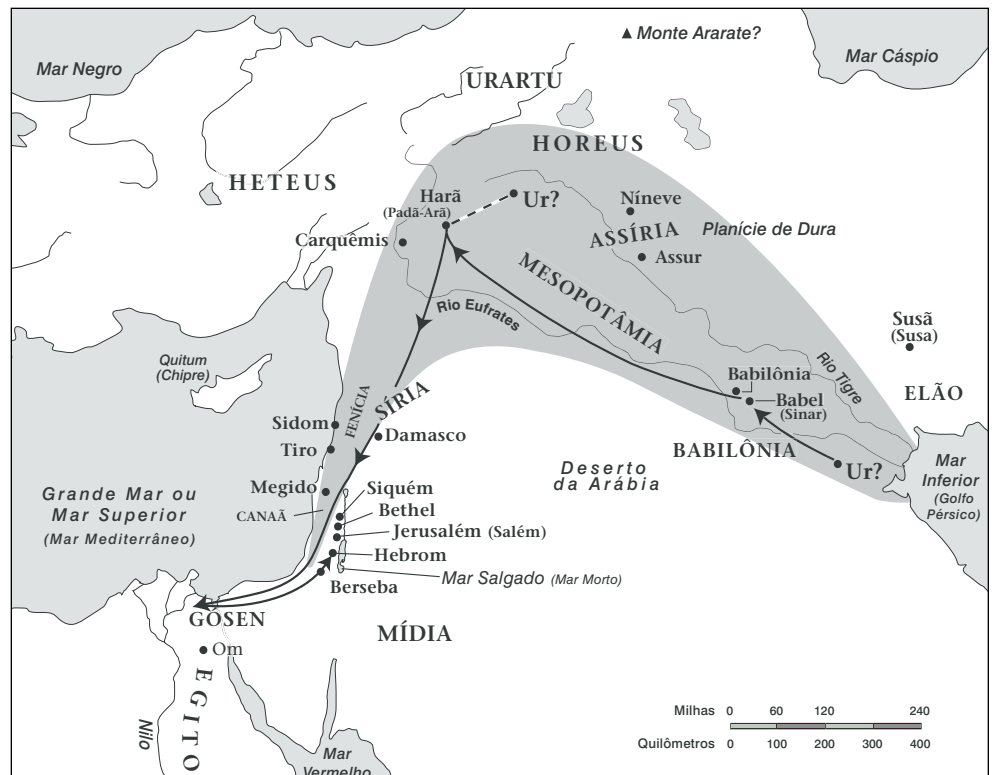 ▲ Monte Ararate?
Mar Negro
Mar Cáspio
URARTU
HOREUS
HETEUS
Harã
(Padã-Arã)
Ur?
Níneve
ASSÍRIA
Planície de Dura
Carquêmis
Assur
MESOPOTÂMIA
Rio Eufrates
Susã
(Susa)
Quitum
(Chipre)
Rio Tigre
Babilônia
Babel
(Sinar)
ELÃO
FENÍCIA
SÍRIA
Sidom
Damasco
Tiro
BABILÔNIA
Ur?
Mar
Inferior
(Golfo
Pérsico)
Deserto
da Arábia
Grande Mar ou
Mar Superior
(Mar Mediterrâneo)
Megido
Siquém
CANAÃ
Bethel
Jerusalém (Salém)
Hebrom
Mar Salgado (Mar Morto)
Berseba
GÓSEN
MÍDIA
Om
EGITO
Nilo
Mar
Vermelho
Milhas 0 60 120 240
Quilômetros 0 100 200 300 400